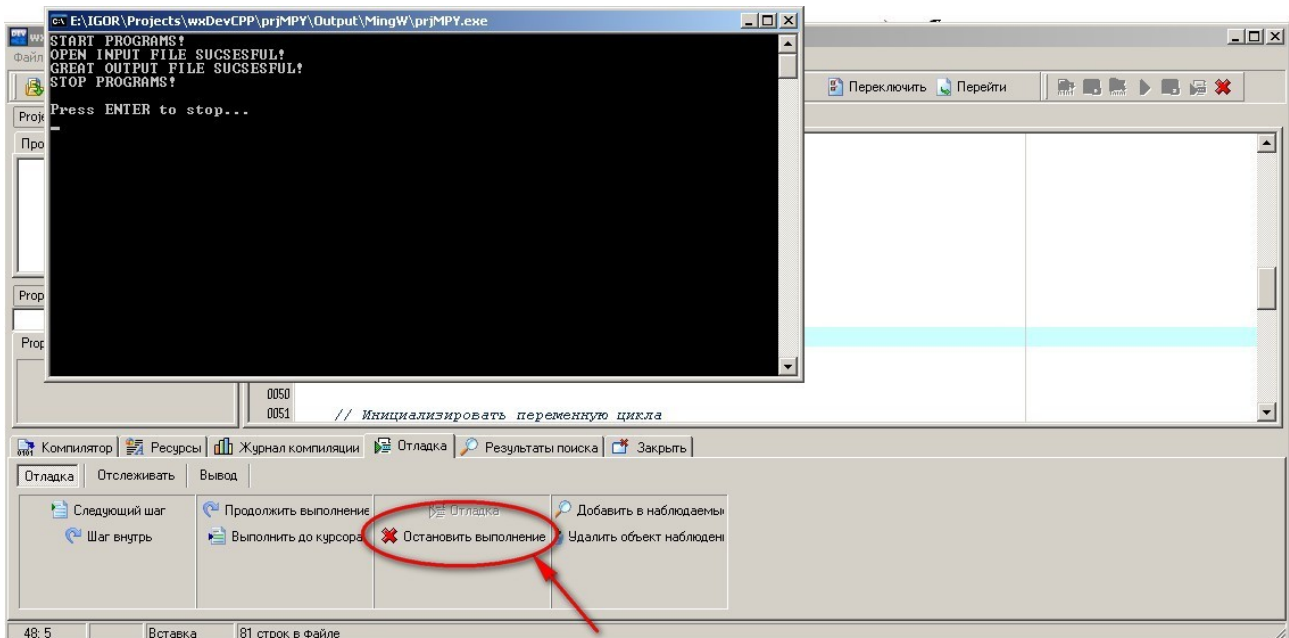 E:\IGOR\Projects\wxDevCPP\prjMPY\Output\MingW\prjMPY.exe
START PROGRAMS!
OPEN INPUT FILE SUCSESFUL!
GREAT OUTPUT FILE SUCSESFUL!
STOP PROGRAMS!
Press ENTER to stop...
Переключить Перейти
0050
0051 // Инициализировать переменную цикла
Компилятор Ресурсы Журнал компиляции Отладка Результаты поиска Закрыть
Отладка Отслеживать Вывод
Следующий шаг Продолжить выполнение Отладка Добавить в наблюдаемы
Шаг внутрь Выполнить до курсора Остановить выполнение Удалить объект наблюден
48: 5 Вставка 81 строк в файле